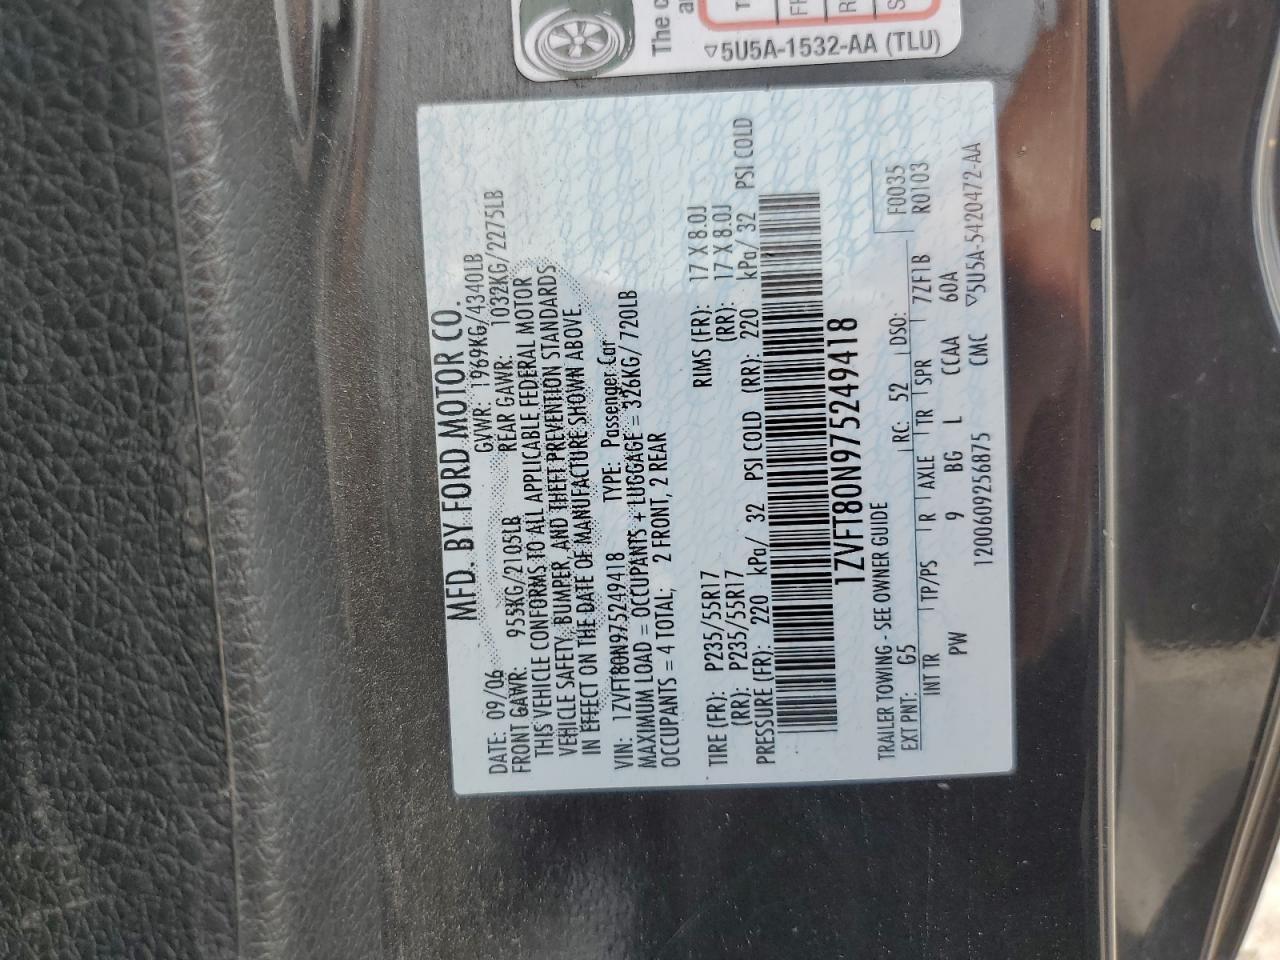 The c
a
T
FR
R
S
▽5U5A-1532-AA (TLU)
MFD. BY FORD MOTOR CO.
DATE: 09/06 GVWR: 1969KG/4340LB
FRONT GAWR: 955KG/2105LB REAR GAWR: 1032KG/2275LB
THIS VEHICLE CONFORMS TO ALL APPLICABLE FEDERAL MOTOR
VEHICLE SAFETY, BUMPER, AND THEFT PREVENTION STANDARDS
IN EFFECT ON THE DATE OF MANUFACTURE SHOWN ABOVE
VIN: 1ZVFT80N975249418 TYPE: Passenger Car
MAXIMUM LOAD = OCCUPANTS + LUGGAGE = 326KG/720LB
OCCUPANTS = 4 TOTAL; 2 FRONT, 2 REAR
TIRE (FR): P235/55R17 RIMS (FR): 17 X 8.0J
(RR): P235/55R17 (RR): 17 X 8.0J
PRESSURE (FR): 220 kPa/ 32 PSI COLD (RR): 220 kPa/ 32 PSI COLD
1ZVFT80N975249418
TRAILER TOWING - SEE OWNER GUIDE F0035
EXT PNT: G5 RC: 52 DSO: R0103
INT TR TP/PS R AXLE TR SPR 7ZF1B
PW 9 BG L CCAA 60A
12006092568​75 CMC ▽5U5A-5420472-AA